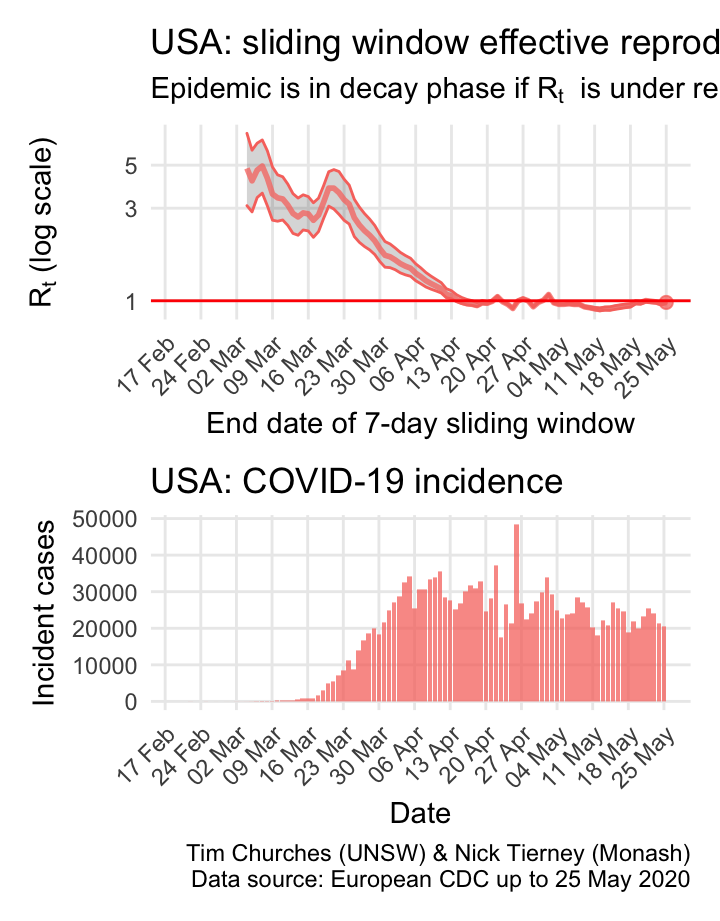 USA: sliding window effective reprod
Epidemic is in decay phase if Rt is under re
Rt (log scale)
5
3
1
17 Feb
24 Feb
02 Mar
09 Mar
16 Mar
23 Mar
30 Mar
06 Apr
13 Apr
20 Apr
27 Apr
04 May
11 May
18 May
25 May
End date of 7-day sliding window
USA: COVID-19 incidence
Incident cases
50000
40000
30000
20000
10000
0
17 Feb
24 Feb
02 Mar
09 Mar
16 Mar
23 Mar
30 Mar
06 Apr
13 Apr
20 Apr
27 Apr
04 May
11 May
18 May
25 May
Date
Tim Churches (UNSW) & Nick Tierney (Monash)
Data source: European CDC up to 25 May 2020